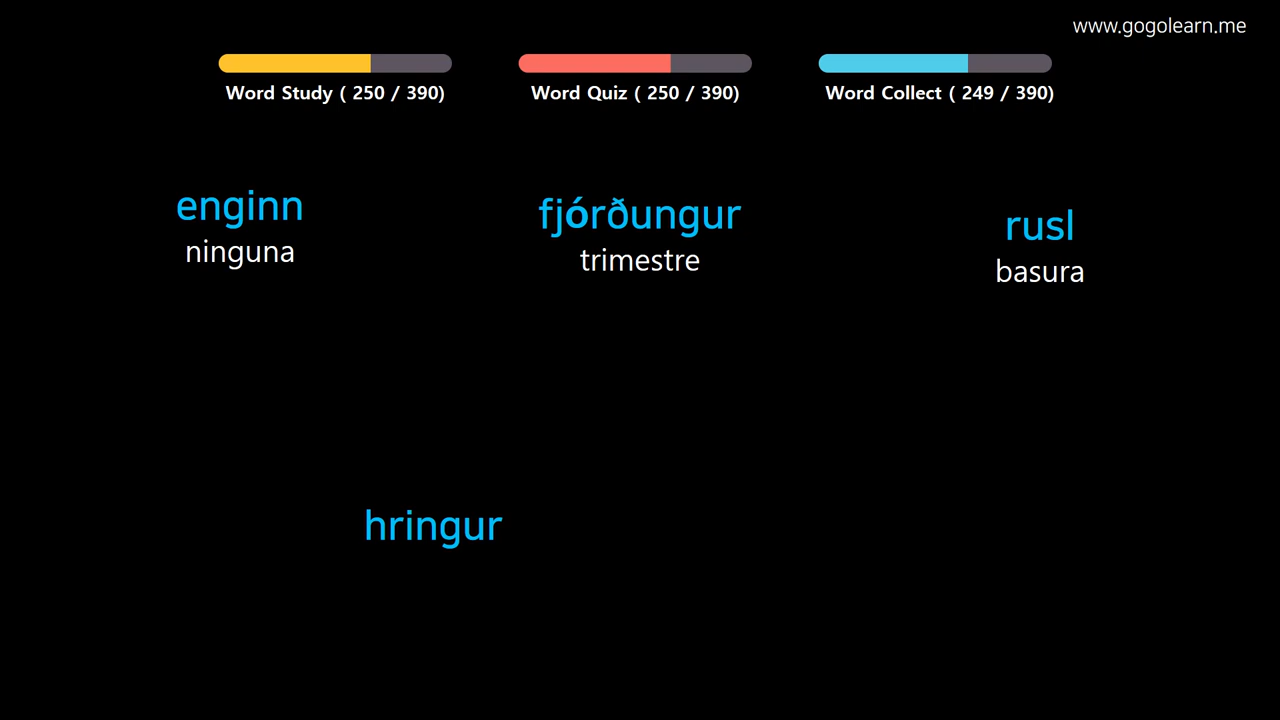 www.gogolearn.me
Word Study ( 250 / 390)
Word Quiz ( 250 / 390)
Word Collect ( 249 / 390)
enginn
ninguna
fjórðungur
trimestre
rusl
basura
hringur